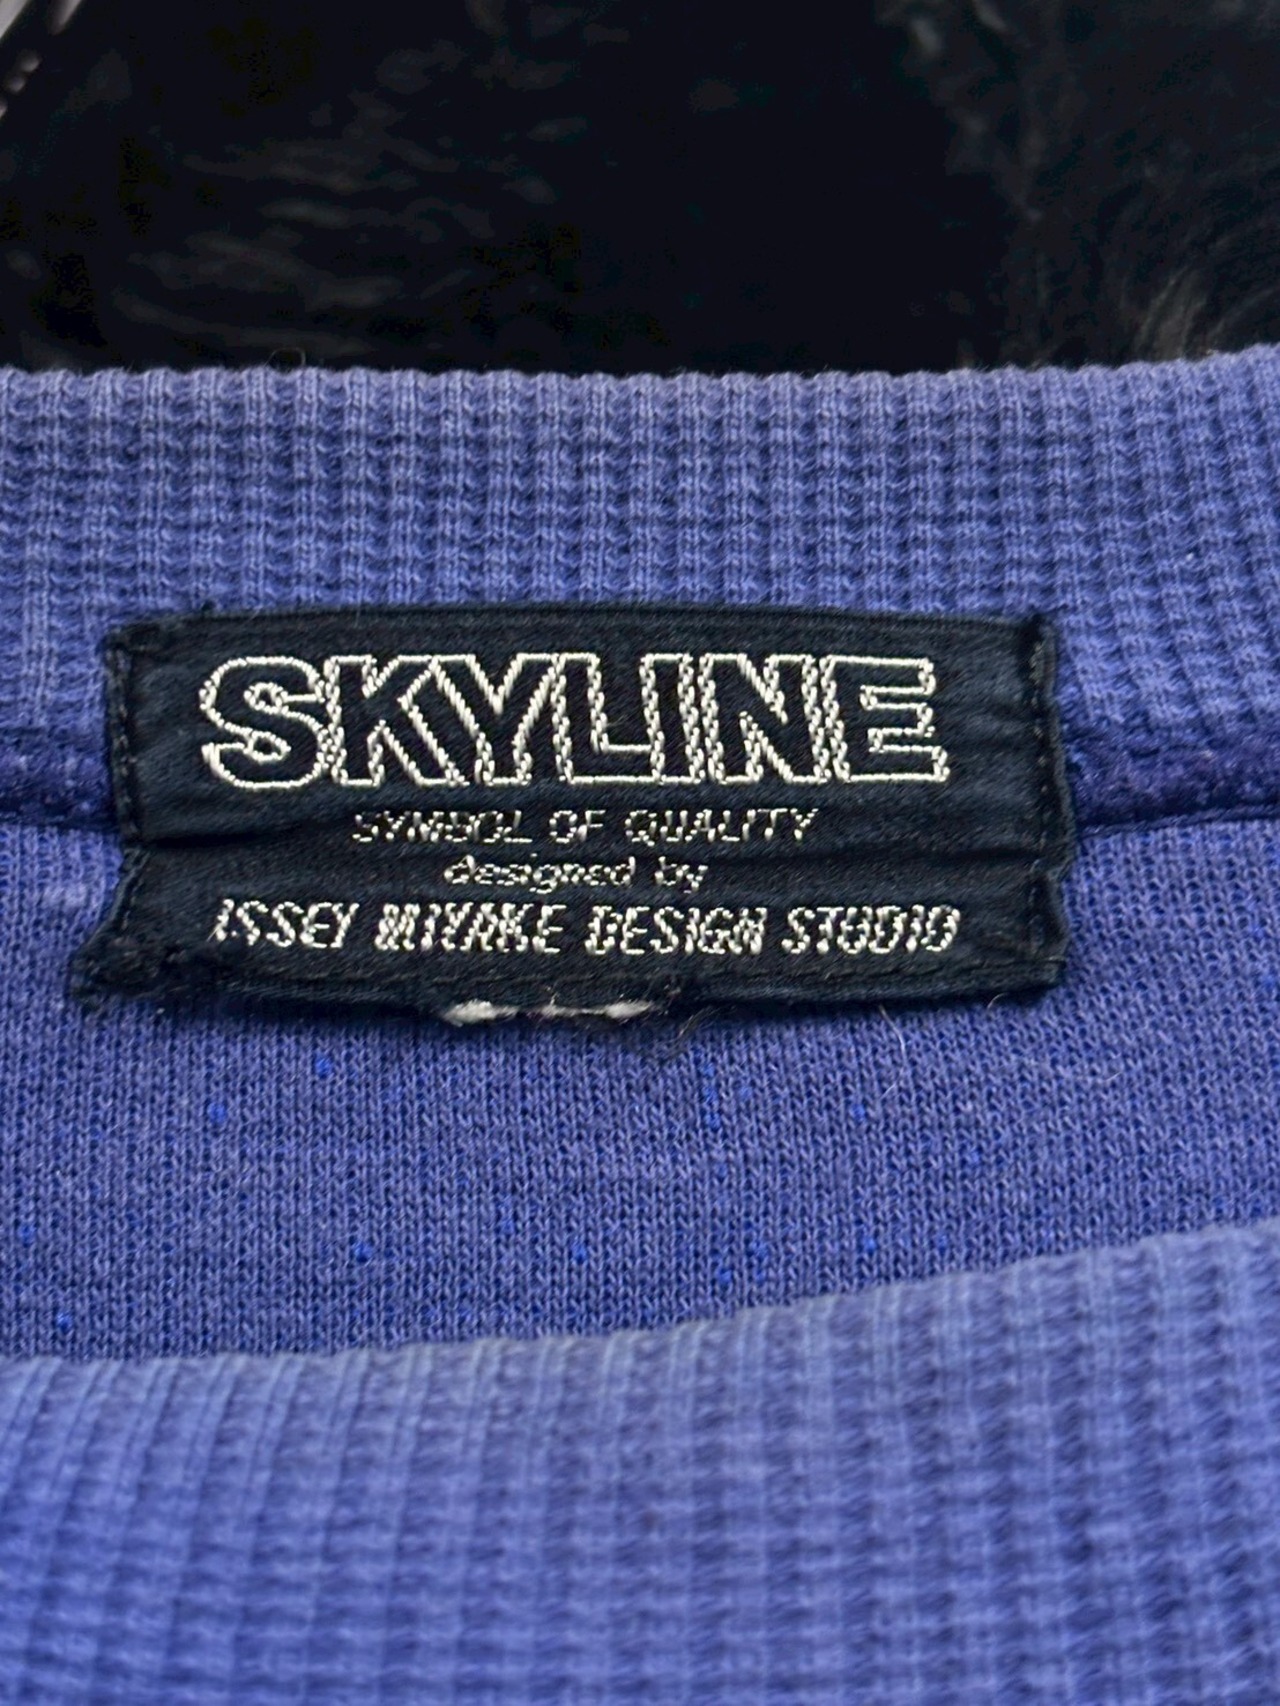 SKYLINE
SYMBOL OF QUALITY
designed by
ISSEY MIYAKE DESIGN STUDIO